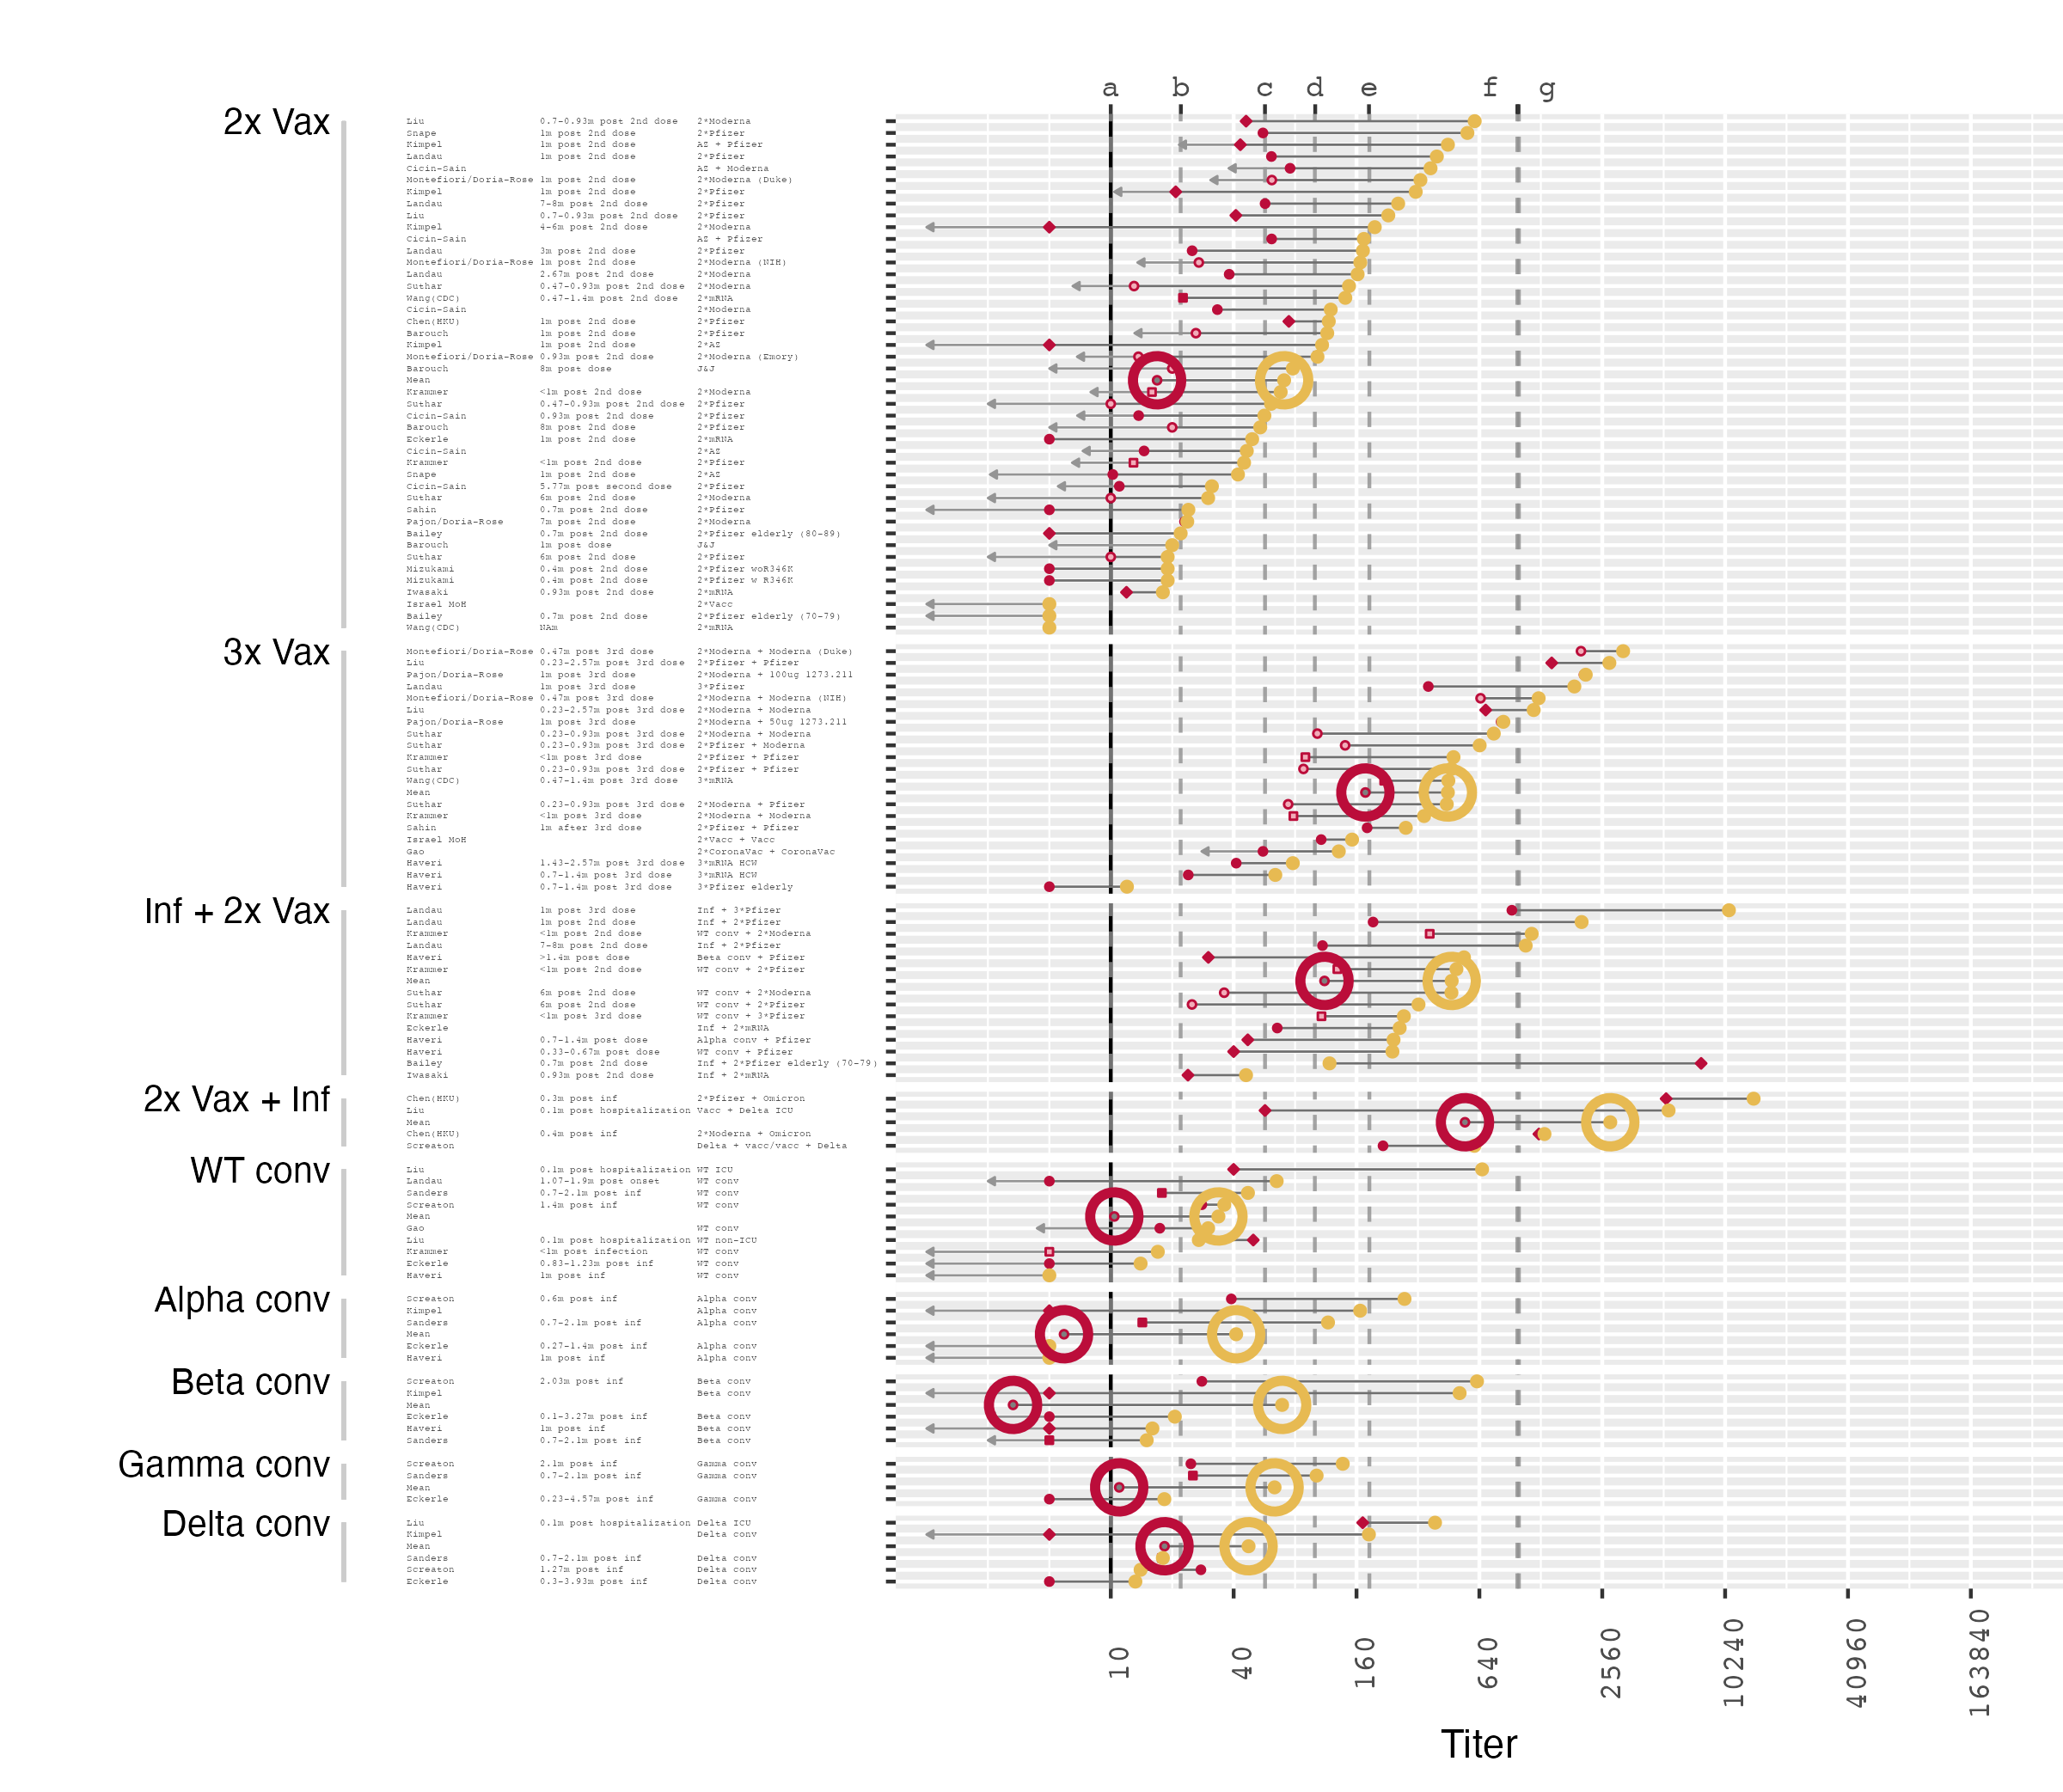 a b c d e f g
2x Vax
Liu 0.7-0.93m post 2nd dose 2*Moderna
Snape 1m post 2nd dose 2*Pfizer
Kimpel 1m post 2nd dose AZ + Pfizer
Landau 1m post 2nd dose 2*Pfizer
Cicin-Sain AZ + Moderna
Montefiori/Doria-Rose 1m post 2nd dose 2*Moderna (Duke)
Kimpel 1m post 2nd dose 2*Pfizer
Landau 7-8m post 2nd dose 2*Pfizer
Liu 0.7-0.93m post 2nd dose 2*Pfizer
Kimpel 4-6m post 2nd dose 2*Moderna
Cicin-Sain AZ + Pfizer
Landau 3m post 2nd dose 2*Pfizer
Montefiori/Doria-Rose 1m post 2nd dose 2*Moderna (NIH)
Landau 2.67m post 2nd dose 2*Moderna
Suthar 0.47-0.93m post 2nd dose 2*Moderna
Wang(CDC) 0.47-1.4m post 2nd dose 2*mRNA
Cicin-Sain 2*Moderna
Chen(HKU) 1m post 2nd dose 2*Pfizer
Barouch 1m post 2nd dose 2*Pfizer
Kimpel 1m post 2nd dose 2*AZ
Montefiori/Doria-Rose 0.93m post 2nd dose 2*Moderna (Emory)
Barouch 8m post dose J&J
Mean
Krammer <1m post 2nd dose 2*Moderna
Suthar 0.47-0.93m post 2nd dose 2*Pfizer
Cicin-Sain 0.93m post 2nd dose 2*Pfizer
Barouch 8m post 2nd dose 2*Pfizer
Eckerle 1m post 2nd dose 2*mRNA
Cicin-Sain 2*AZ
Krammer <1m post 2nd dose 2*Pfizer
Snape 1m post 2nd dose 2*AZ
Cicin-Sain 5.77m post second dose 2*Pfizer
Suthar 6m post 2nd dose 2*Moderna
Sahin 0.7m post 2nd dose 2*Pfizer
Pajon/Doria-Rose 7m post 2nd dose 2*Moderna
Bailey 0.7m post 2nd dose 2*Pfizer elderly (80-89)
Barouch 1m post dose J&J
Suthar 6m post 2nd dose 2*Pfizer
Mizukami 0.4m post 2nd dose 2*Pfizer woR346K
Mizukami 0.4m post 2nd dose 2*Pfizer w R346K
Iwasaki 0.93m post 2nd dose 2*mRNA
Israel MoH 2*Vacc
Bailey 0.7m post 2nd dose 2*Pfizer elderly (70-79)
Wang(CDC) NAm 2*mRNA
3x Vax
Montefiori/Doria-Rose 0.47m post 3rd dose 2*Moderna + Moderna (Duke)
Liu 0.23-2.57m post 3rd dose 2*Pfizer + Pfizer
Pajon/Doria-Rose 1m post 3rd dose 2*Moderna + 100ug 1273.211
Landau 1m post 3rd dose 3*Pfizer
Montefiori/Doria-Rose 0.47m post 3rd dose 2*Moderna + Moderna (NIH)
Liu 0.23-2.57m post 3rd dose 2*Moderna + Moderna
Pajon/Doria-Rose 1m post 3rd dose 2*Moderna + 50ug 1273.211
Suthar 0.23-0.93m post 3rd dose 2*Moderna + Moderna
Suthar 0.23-0.93m post 3rd dose 2*Pfizer + Moderna
Krammer <1m post 3rd dose 2*Pfizer + Pfizer
Suthar 0.23-0.93m post 3rd dose 2*Pfizer + Pfizer
Wang(CDC) 0.47-1.4m post 3rd dose 3*mRNA
Mean
Suthar 0.23-0.93m post 3rd dose 2*Moderna + Pfizer
Krammer <1m post 3rd dose 2*Moderna + Moderna
Sahin 1m after 3rd dose 2*Pfizer + Pfizer
Israel MoH 2*Vacc + Vacc
Gao 2*CoronaVac + CoronaVac
Haveri 1.43-2.57m post 3rd dose 3*mRNA HCW
Haveri 0.7-1.4m post 3rd dose 3*mRNA HCW
Haveri 0.7-1.4m post 3rd dose 3*Pfizer elderly
Inf + 2x Vax
Landau 1m post 3rd dose Inf + 3*Pfizer
Landau 1m post 2nd dose Inf + 2*Pfizer
Krammer <1m post 2nd dose WT conv + 2*Moderna
Landau 7-8m post 2nd dose Inf + 2*Pfizer
Haveri >1.4m post dose Beta conv + Pfizer
Krammer <1m post 2nd dose WT conv + 2*Pfizer
Mean
Suthar 6m post 2nd dose WT conv + 2*Moderna
Suthar 6m post 2nd dose WT conv + 2*Pfizer
Krammer <1m post 3rd dose WT conv + 3*Pfizer
Eckerle Inf + 2*mRNA
Haveri 0.7-1.4m post dose Alpha conv + Pfizer
Haveri 0.33-0.67m post dose WT conv + Pfizer
Bailey 0.7m post 2nd dose Inf + 2*Pfizer elderly (70-79)
Iwasaki 0.93m post 2nd dose Inf + 2*mRNA
2x Vax + Inf
Chen(HKU) 0.3m post inf 2*Pfizer + Omicron
Liu 0.1m post hospitalization Vacc + Delta ICU
Mean
Chen(HKU) 0.4m post inf 2*Moderna + Omicron
Screaton Delta + vacc/vacc + Delta
WT conv
Liu 0.1m post hospitalization WT ICU
Landau 1.07-1.9m post onset WT conv
Sanders 0.7-2.1m post inf WT conv
Screaton 1.4m post inf WT conv
Mean
Gao WT conv
Liu 0.1m post hospitalization WT non-ICU
Krammer <1m post infection WT conv
Eckerle 0.83-1.23m post inf WT conv
Haveri 1m post inf WT conv
Alpha conv
Screaton 0.6m post inf Alpha conv
Kimpel Alpha conv
Sanders 0.7-2.1m post inf Alpha conv
Mean
Eckerle 0.27-1.4m post inf Alpha conv
Haveri 1m post inf Alpha conv
Beta conv
Screaton 2.03m post inf Beta conv
Kimpel Beta conv
Mean
Eckerle 0.1-3.27m post inf Beta conv
Haveri 1m post inf Beta conv
Sanders 0.7-2.1m post inf Beta conv
Gamma conv
Screaton 2.1m post inf Gamma conv
Sanders 0.7-2.1m post inf Gamma conv
Mean
Eckerle 0.23-4.57m post inf Gamma conv
Delta conv
Liu 0.1m post hospitalization Delta ICU
Kimpel Delta conv
Mean
Sanders 0.7-2.1m post inf Delta conv
Screaton 1.27m post inf Delta conv
Eckerle 0.3-3.93m post inf Delta conv
10 40 160 640 2560 10240 40960 163840
Titer